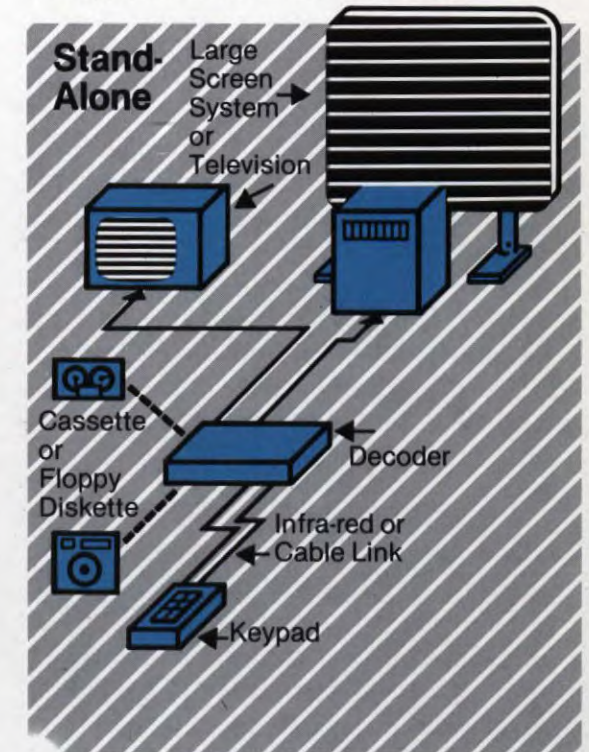 Stand-
Alone
Large
Screen
System
or
Television
Cassette
or
Floppy
Diskette
Decoder
Infra-red or
Cable Link
Keypad